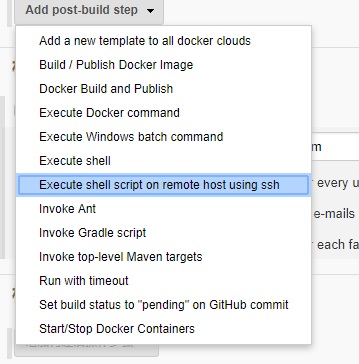 Add post-build step
Add a new template to all docker clouds
Build / Publish Docker Image
Docker Build and Publish
Execute Docker command
Execute Windows batch command
Execute shell
m
Execute shell script on remote host using ssh
every u
Invoke Ant
e-mails
Invoke Gradle script
Invoke top-level Maven targets
each fa
Run with timeout
Set build status to "pending" on GitHub commit
Start/Stop Docker Containers